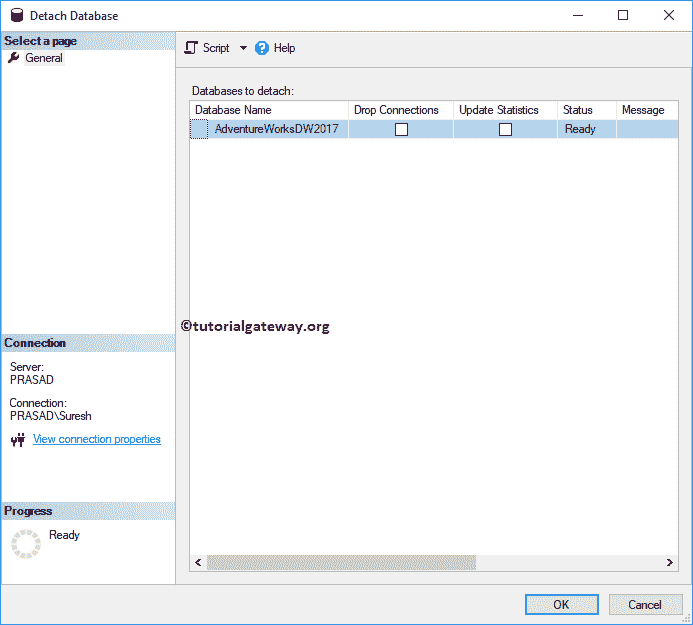 Detach Database
Select a page
General
Script
Help
Databases to detach:
Database Name Drop Connections Update Statistics Status Message
AdventureWorksDW2017 Ready
©tutorialgateway.org
Connection
Server:
PRASAD
Connection:
PRASAD\Suresh
View connection properties
Progress
Ready
OK Cancel